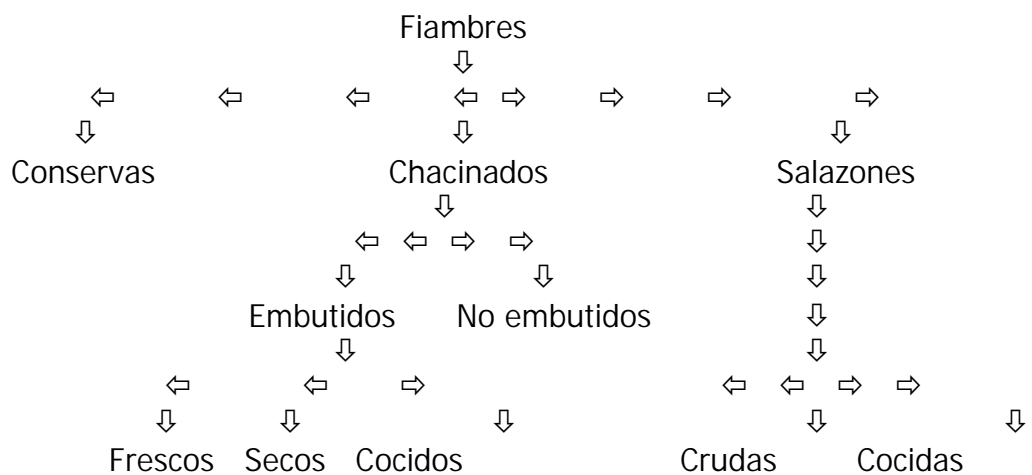 Fiambres
Conservas Chacinados Salazones
Embutidos No embutidos
Frescos Secos Cocidos Crudas Cocidas